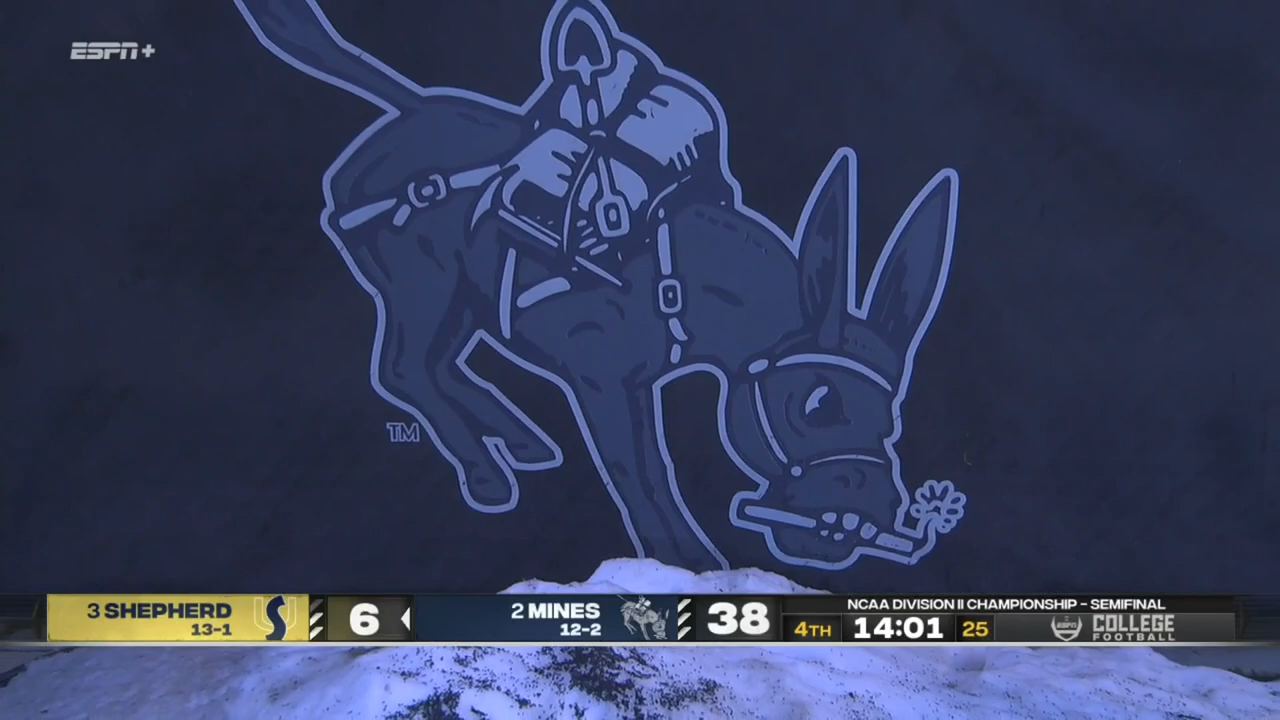 ESPN+
TM
3 SHEPHERD
13-1
6
2 MINES
12-2
38
NCAA DIVISION II CHAMPIONSHIP - SEMIFINAL
4TH
14:01
25
ESPN
COLLEGE
FOOTBALL